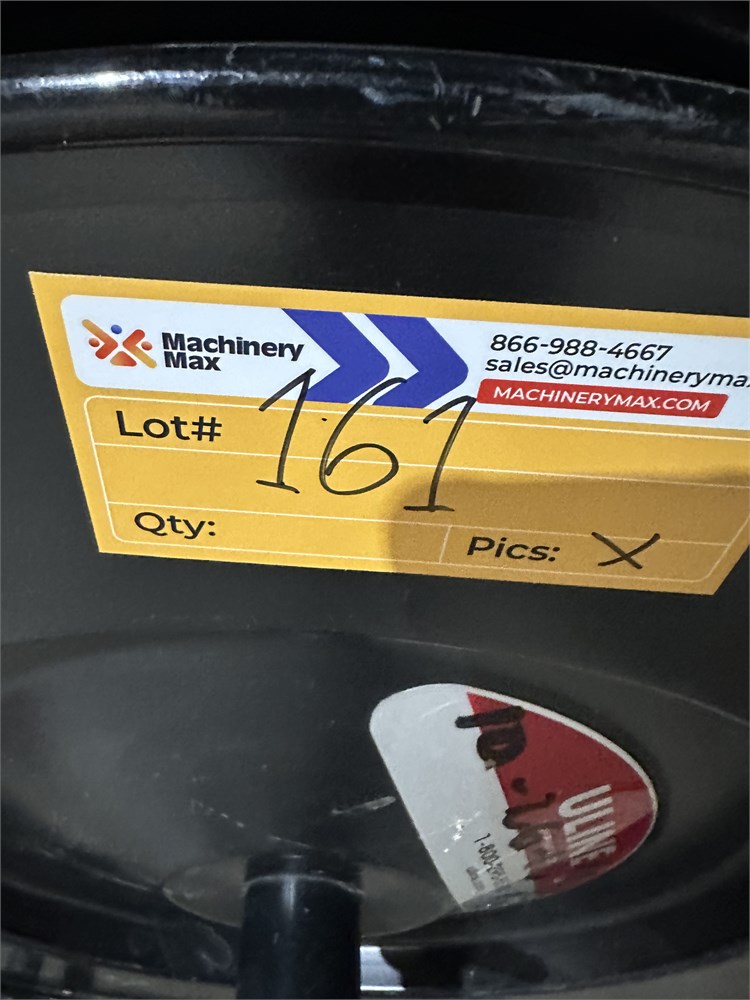 Machinery
Max
866-988-4667
sales@machinerymax
MACHINERYMAX.COM
Lot# 161
Qty:
Pics: X
ULINE